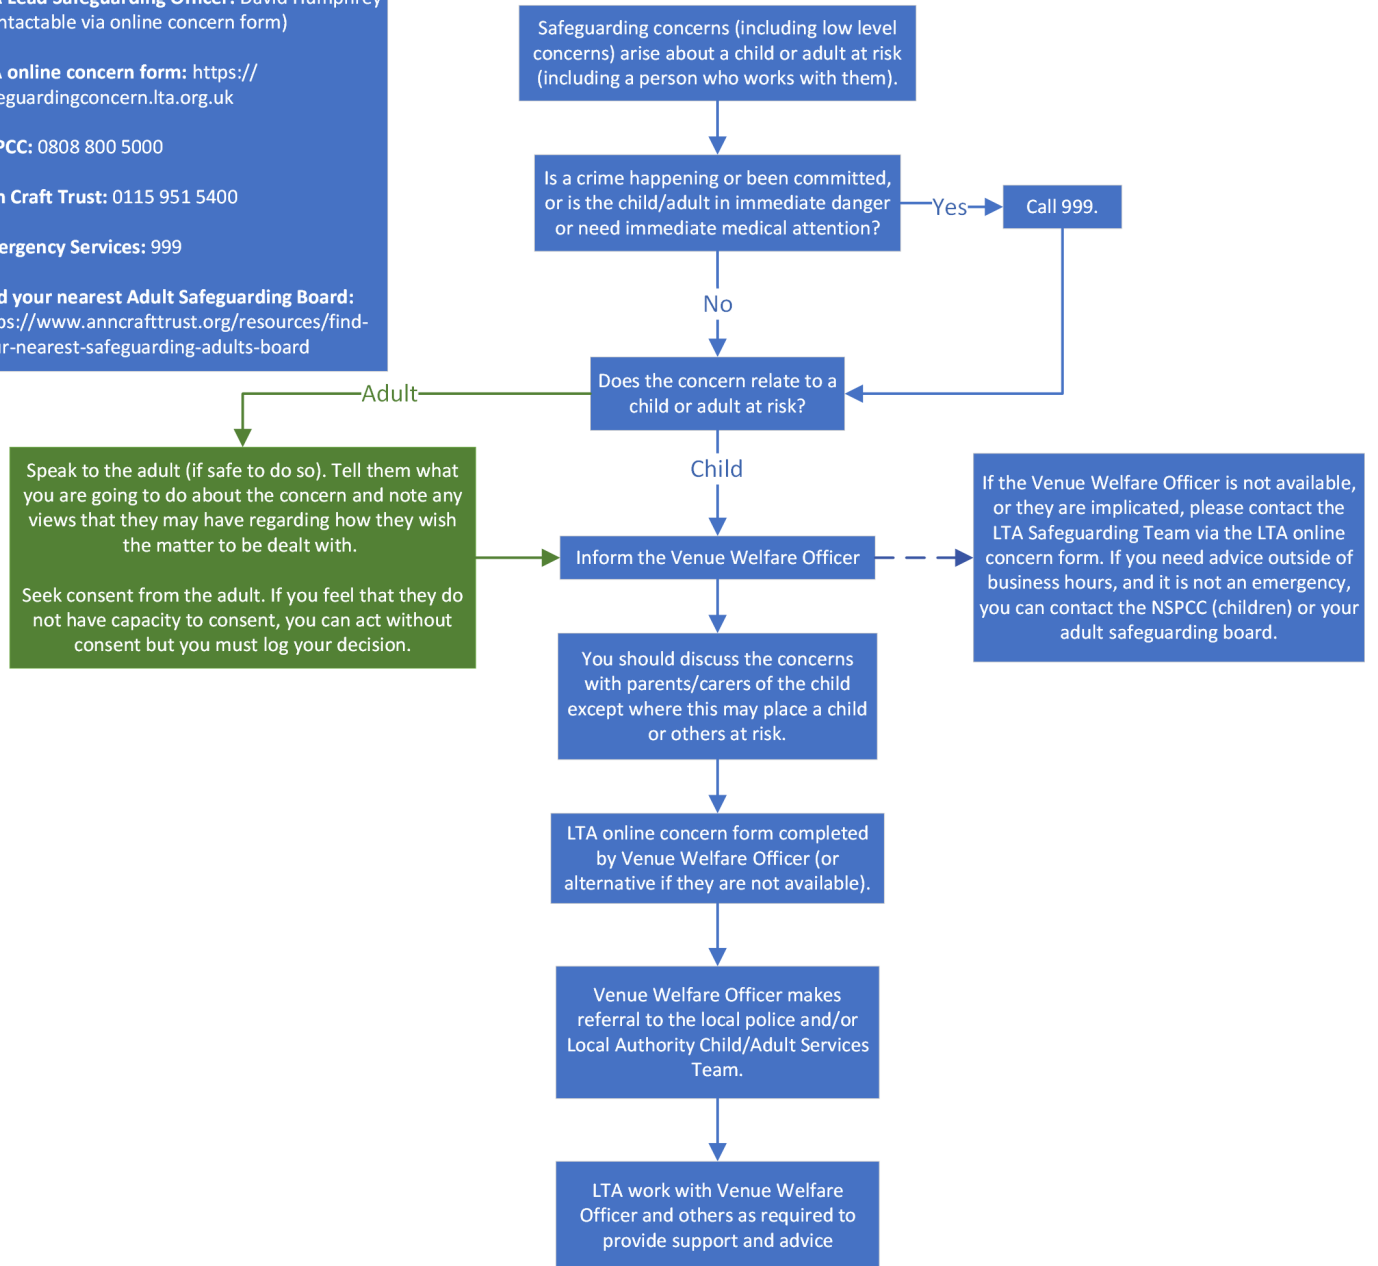 Lead Safeguarding Officer: David Humphrey
ntactable via online concern form)
online concern form: https://
eguardingconcern.lta.org.uk
PCC: 0808 800 5000
n Craft Trust: 0115 951 5400
ergency Services: 999
d your nearest Adult Safeguarding Board:
ps://www.anncrafttrust.org/resources/find-
r-nearest-safeguarding-adults-board
Safeguarding concerns (including low level
concerns) arise about a child or adult at risk
(including a person who works with them).
Is a crime happening or been committed,
or is the child/adult in immediate danger
or need immediate medical attention?
Yes
Call 999.
No
Does the concern relate to a
child or adult at risk?
Adult
Child
Speak to the adult (if safe to do so). Tell them what
you are going to do about the concern and note any
views that they may have regarding how they wish
the matter to be dealt with.
Seek consent from the adult. If you feel that they do
not have capacity to consent, you can act without
consent but you must log your decision.
Inform the Venue Welfare Officer
If the Venue Welfare Officer is not available,
or they are implicated, please contact the
LTA Safeguarding Team via the LTA online
concern form. If you need advice outside of
business hours, and it is not an emergency,
you can contact the NSPCC (children) or your
adult safeguarding board.
You should discuss the concerns
with parents/carers of the child
except where this may place a child
or others at risk.
LTA online concern form completed
by Venue Welfare Officer (or
alternative if they are not available).
Venue Welfare Officer makes
referral to the local police and/or
Local Authority Child/Adult Services
Team.
LTA work with Venue Welfare
Officer and others as required to
provide support and advice